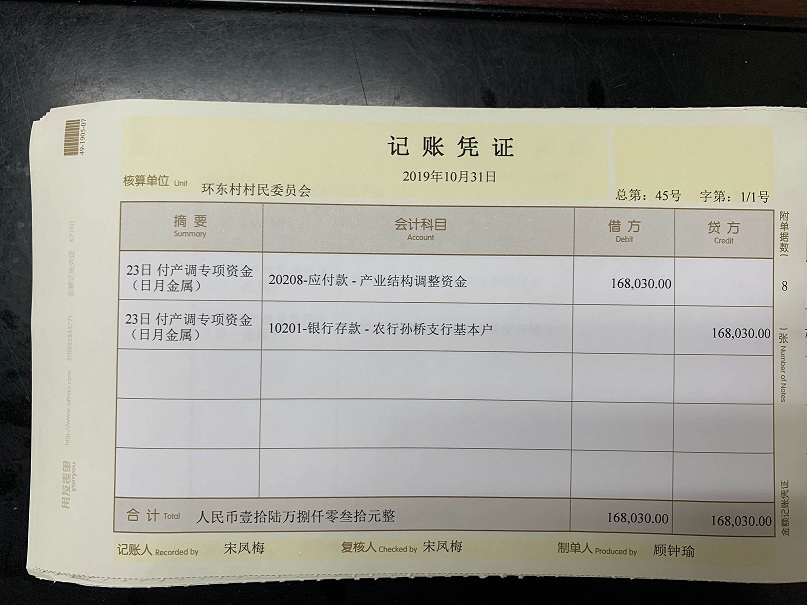 记账凭证
2019年10月31日
核算单位 Unit 环东村村民委员会
总第：45号 字第：1/1号
摘要 会计科目 借方 贷方
Summary Account Debit Credit
23日 付产调专项资金
（日月金属）
20208-应付款 - 产业结构调整资金 168,030.00
23日 付产调专项资金
（日月金属）
10201-银行存款 - 农行孙桥支行基本户 168,030.00
合计 Total 人民币壹拾陆万捌仟零叁拾元整 168,030.00 168,030.00
记账人 Recorded by 宋凤梅 复核人 Checked by 宋凤梅 制单人 Produced by 顾钟瑜
附单据数
8
张 Number of Notes
金额记账凭证
用友表单
yonyou